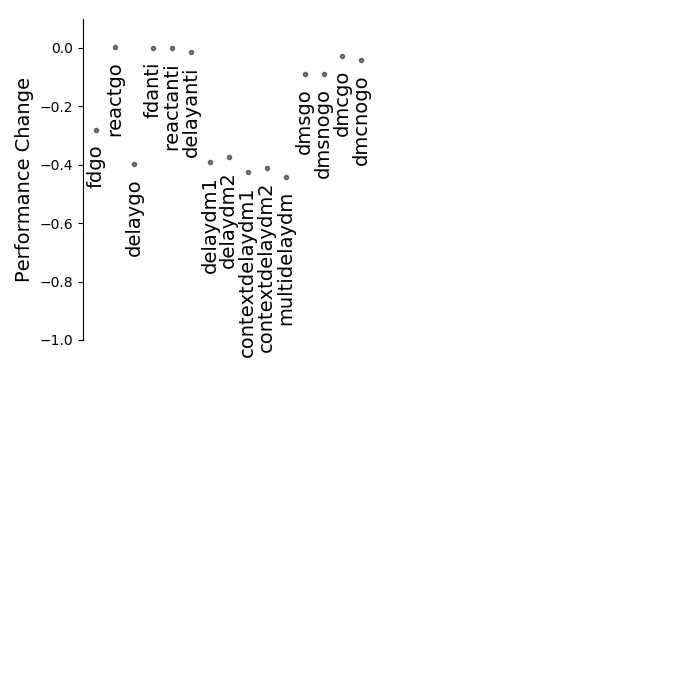 Performance Change
0.0
−0.2
−0.4
−0.6
−0.8
−1.0
fdgo
reactgo
delaygo
fdanti
reactanti
delayanti
delaydm1
delaydm2
contextdelaydm1
contextdelaydm2
multidelaydm
dmsgo
dmsnogo
dmcgo
dmcnogo